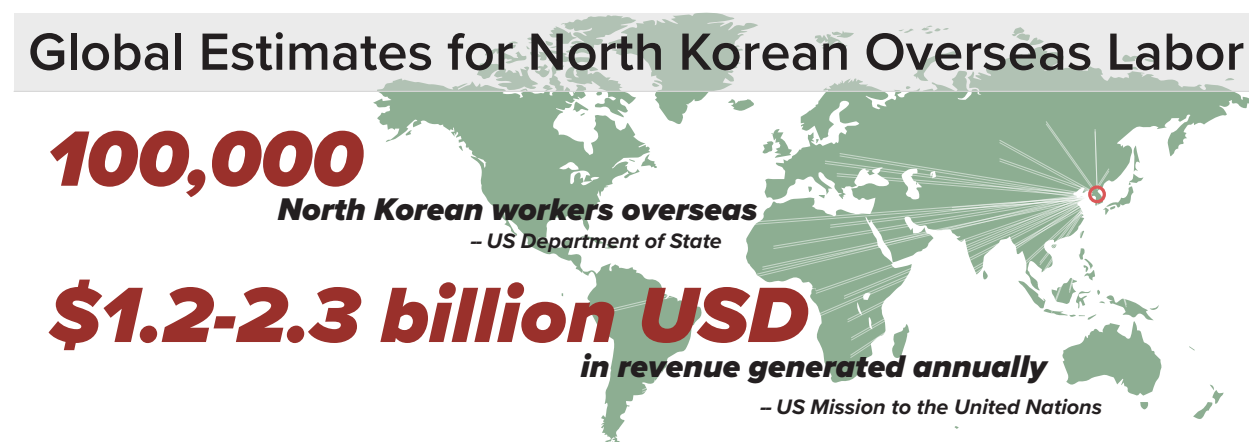 Global Estimates for North Korean Overseas Labor
100,000
North Korean workers overseas
– US Department of State
$1.2-2.3 billion USD
in revenue generated annually
– US Mission to the United Nations